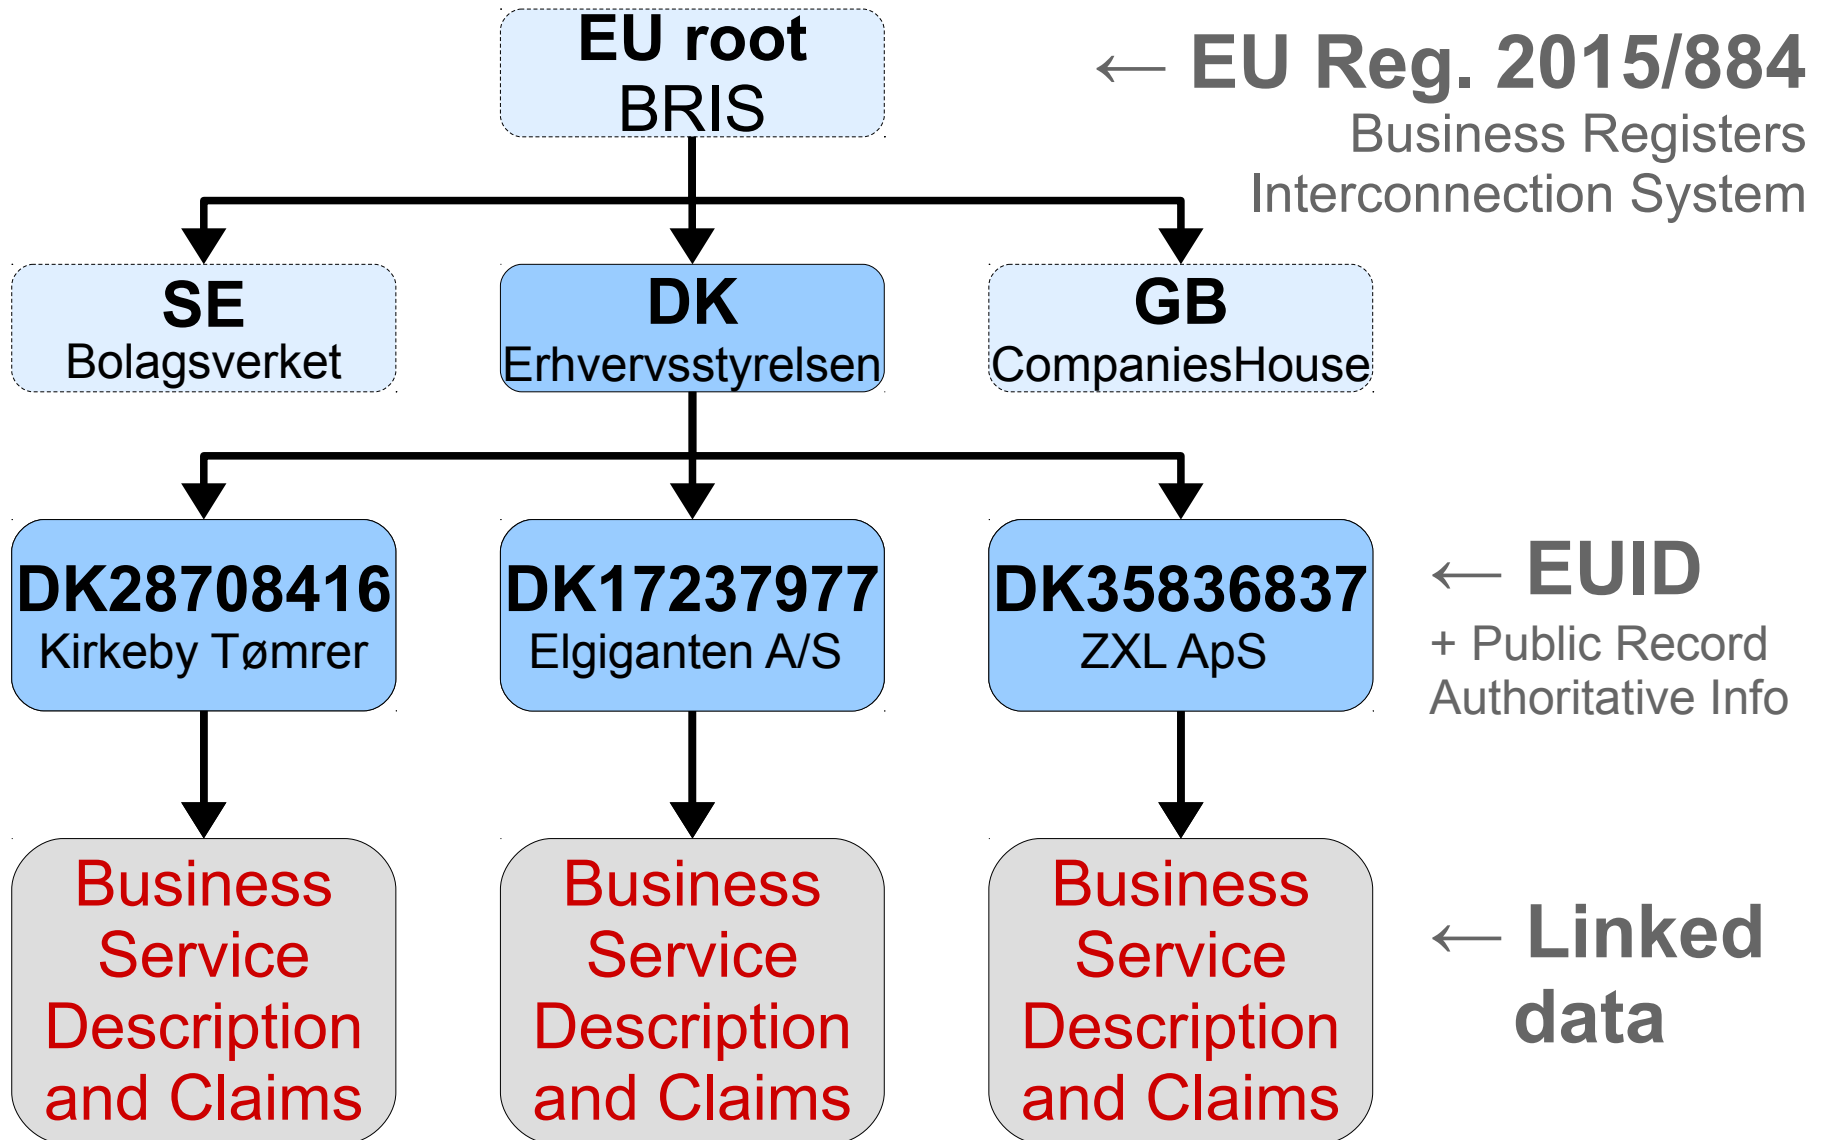 EU root
BRIS
← EU Reg. 2015/884
Business Registers
Interconnection System
SE
Bolagsverket
DK
Erhvervsstyrelsen
GB
CompaniesHouse
DK28708416
Kirkeby Tømrer
DK17237977
Elgiganten A/S
DK35836837
ZXL ApS
← EUID
+ Public Record
Authoritative Info
Business
Service
Description
and Claims
Business
Service
Description
and Claims
Business
Service
Description
and Claims
← Linked
data